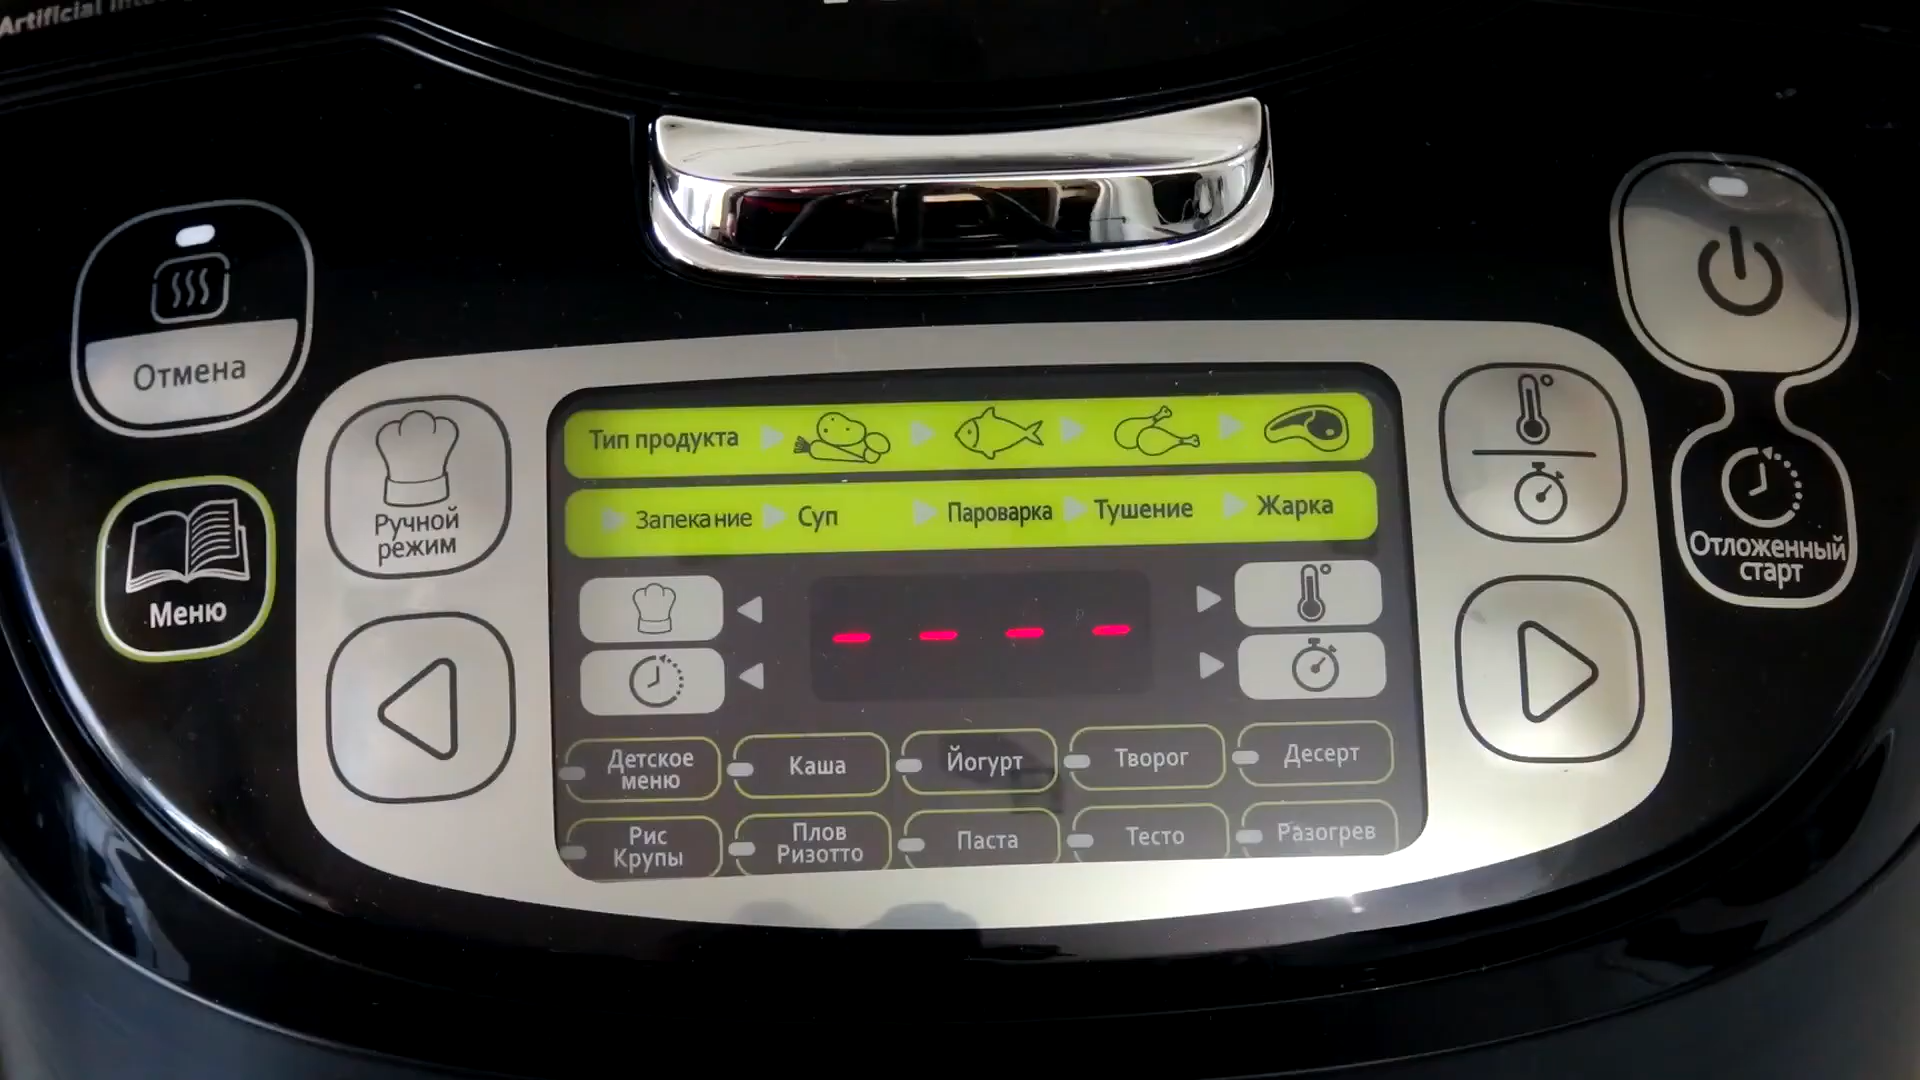 Artificial
Отмена
Меню
Ручной
режим
Тип продукта
Запекание Суп Пароварка Тушение Жарка
- - - -
Отложенный
старт
Детское
меню
Каша
Йогурт
Творог
Десерт
Рис
Крупы
Плов
Ризотто
Паста
Тесто
Разогрев